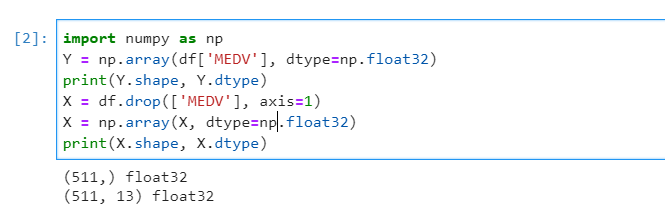 [2]: import numpy as np
Y = np.array(df['MEDV'], dtype=np.float32)
print(Y.shape, Y.dtype)
X = df.drop(['MEDV'], axis=1)
X = np.array(X, dtype=np.float32)
print(X.shape, X.dtype)
(511,) float32
(511, 13) float32